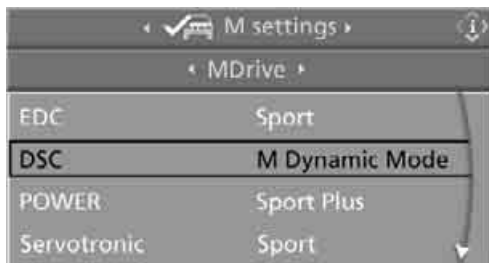 M settings
MDrive
EDC Sport
DSC M Dynamic Mode
POWER Sport Plus
Servotronic Sport